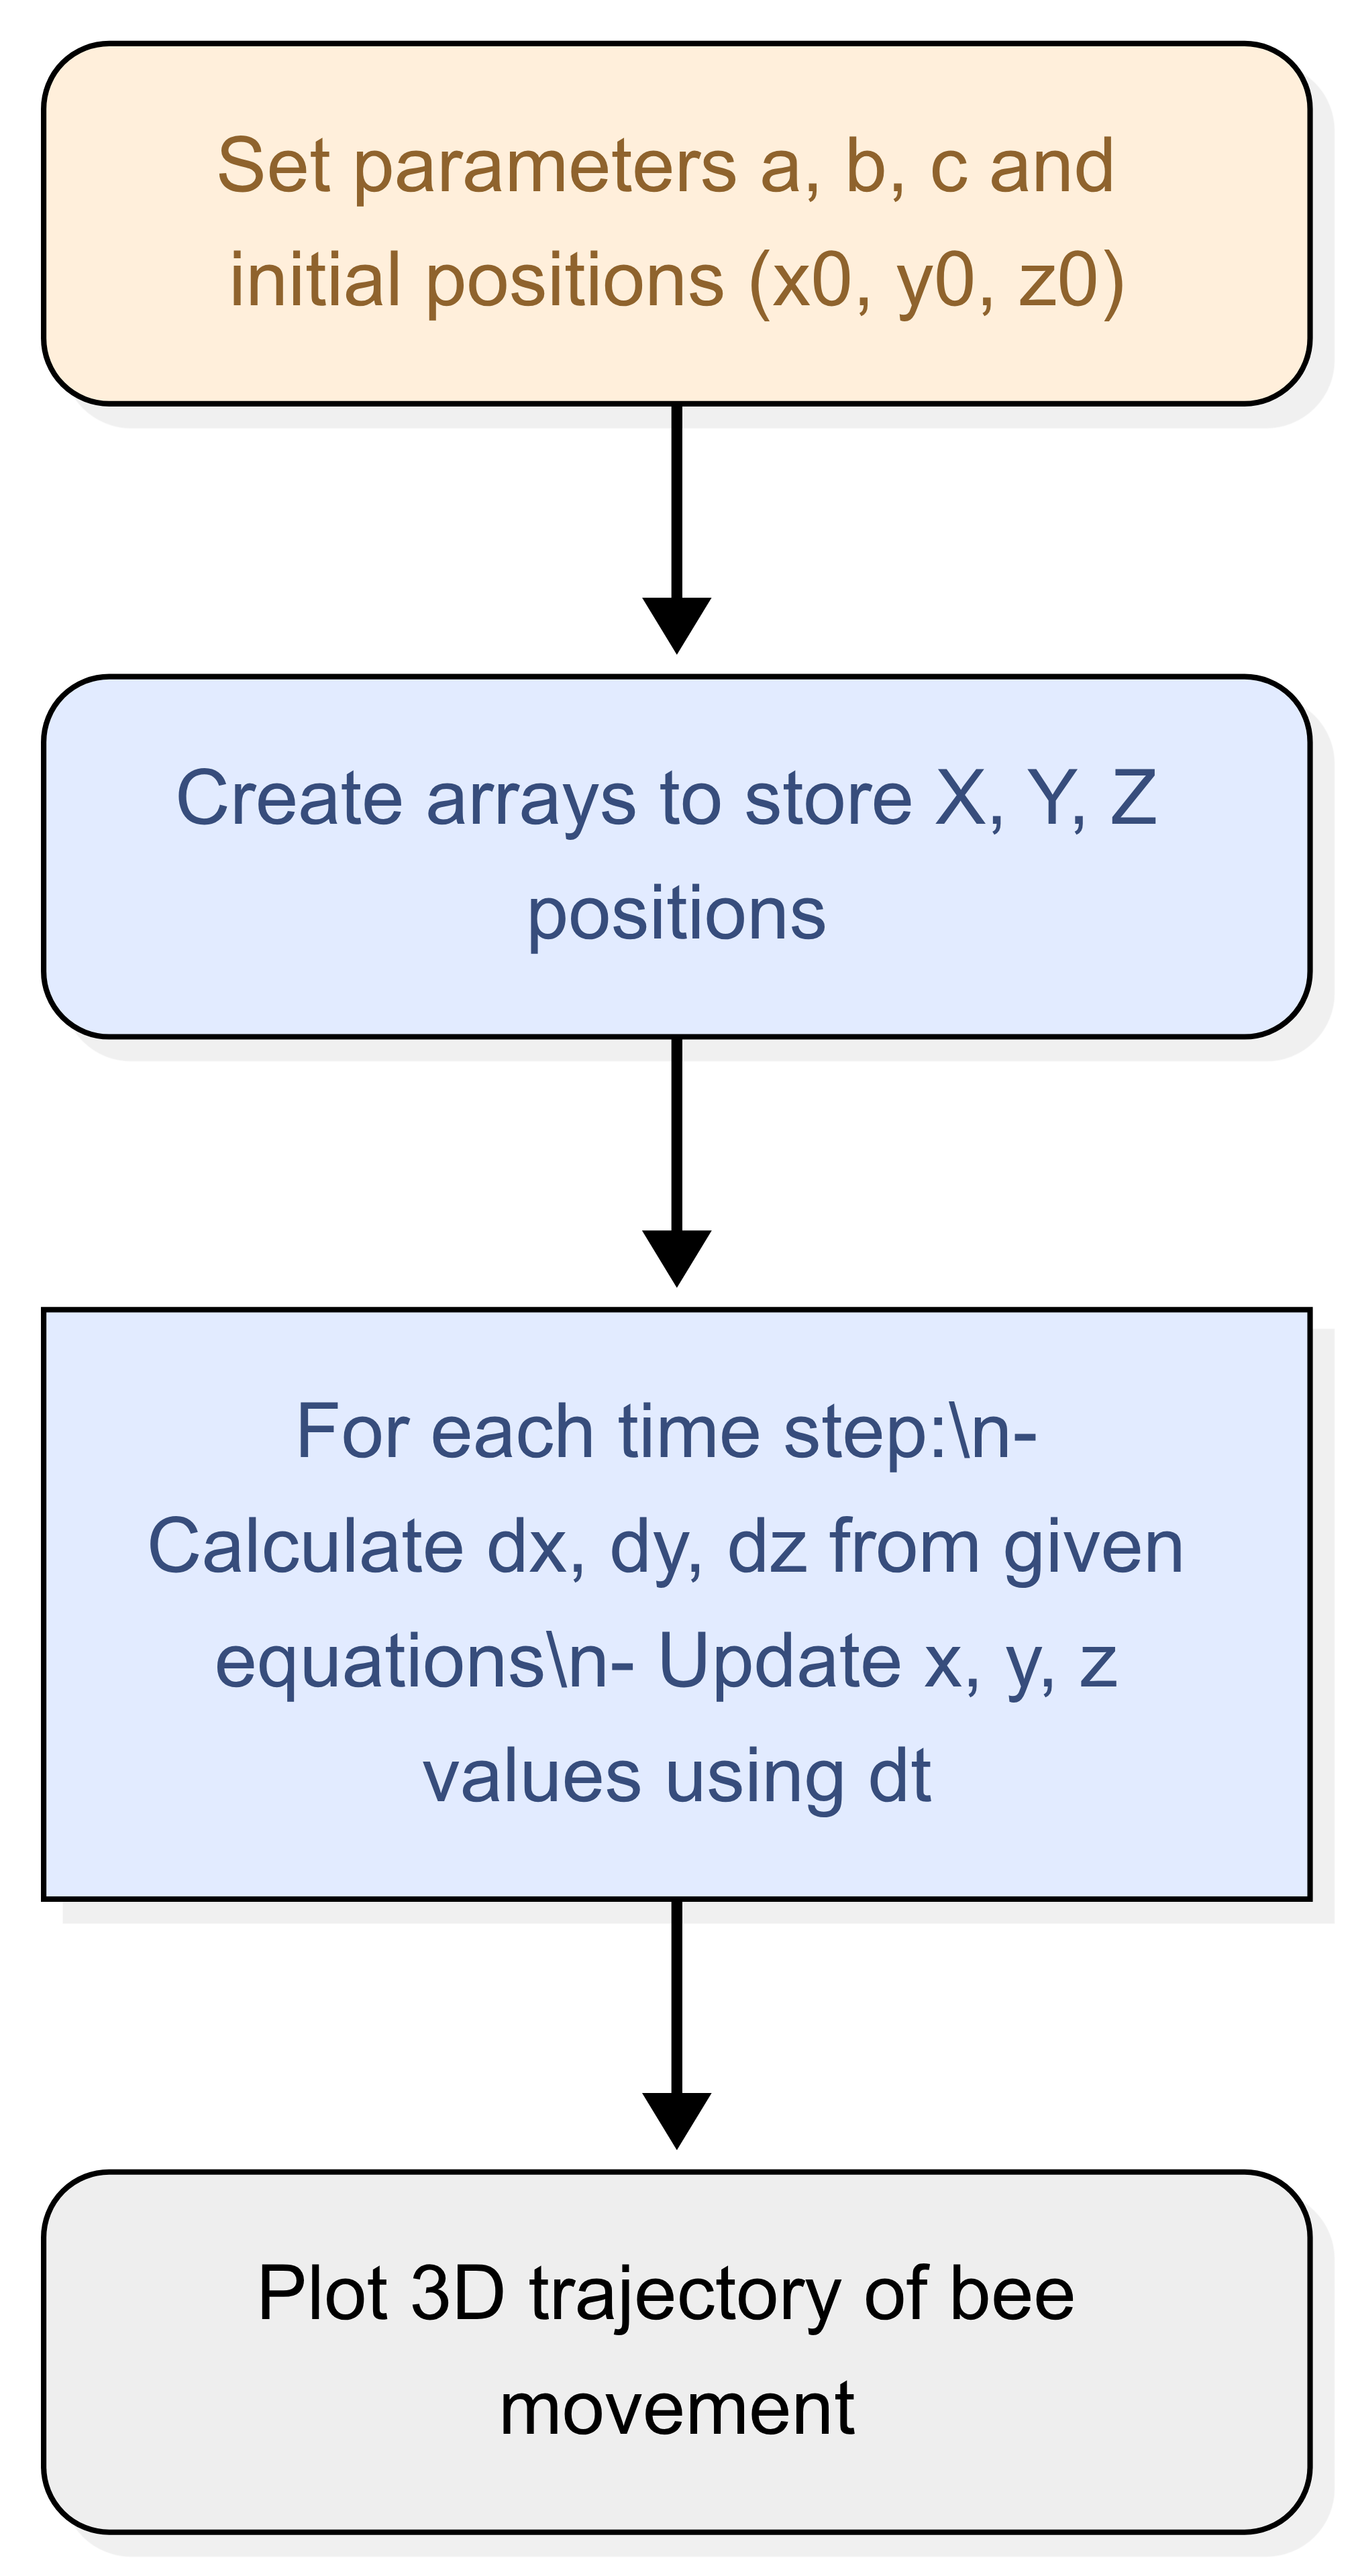 Set parameters a, b, c and
initial positions (x0, y0, z0)
Create arrays to store X, Y, Z
positions
For each time step:\n-
Calculate dx, dy, dz from given
equations\n- Update x, y, z
values using dt
Plot 3D trajectory of bee
movement